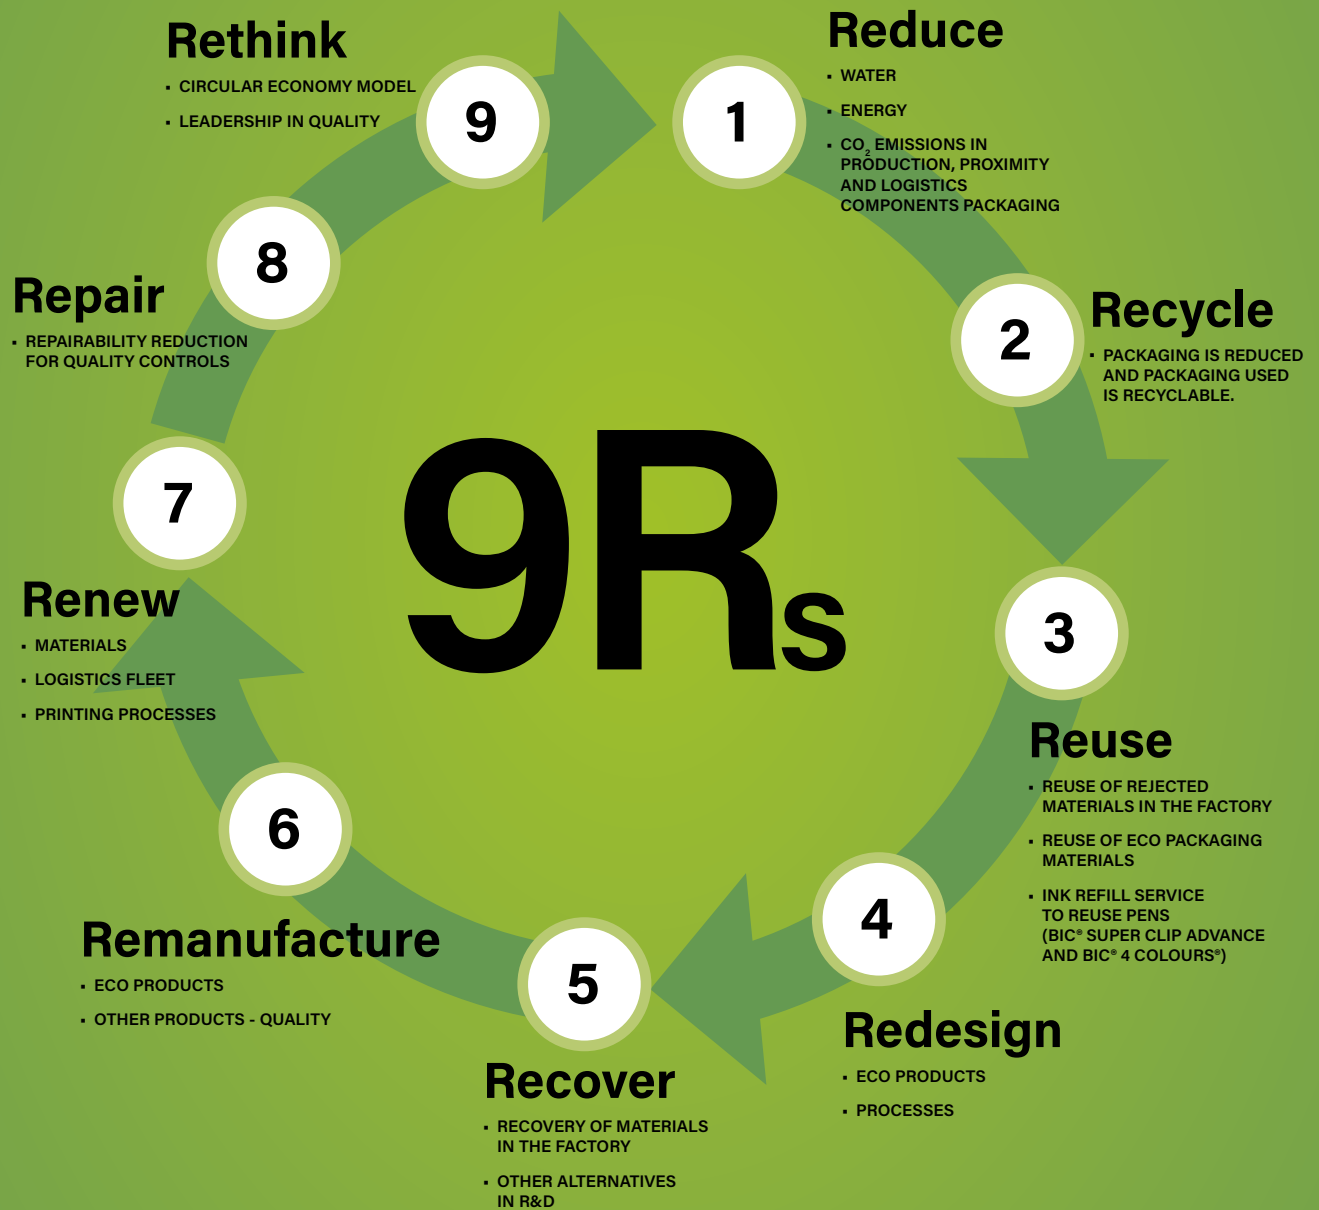 9Rs
1
Reduce
▪ WATER
▪ ENERGY
▪ CO₂ EMISSIONS IN
PRODUCTION, PROXIMITY
AND LOGISTICS
COMPONENTS PACKAGING
2
Recycle
▪ PACKAGING IS REDUCED
AND PACKAGING USED
IS RECYCLABLE.
3
Reuse
▪ REUSE OF REJECTED
MATERIALS IN THE FACTORY
▪ REUSE OF ECO PACKAGING
MATERIALS
▪ INK REFILL SERVICE
TO REUSE PENS
(BIC® SUPER CLIP ADVANCE
AND BIC® 4 COLOURS®)
4
Redesign
▪ ECO PRODUCTS
▪ PROCESSES
5
Recover
▪ RECOVERY OF MATERIALS
IN THE FACTORY
▪ OTHER ALTERNATIVES
IN R&D
6
Remanufacture
▪ ECO PRODUCTS
▪ OTHER PRODUCTS - QUALITY
7
Renew
▪ MATERIALS
▪ LOGISTICS FLEET
▪ PRINTING PROCESSES
8
Repair
▪ REPAIRABILITY REDUCTION
FOR QUALITY CONTROLS
9
Rethink
▪ CIRCULAR ECONOMY MODEL
▪ LEADERSHIP IN QUALITY